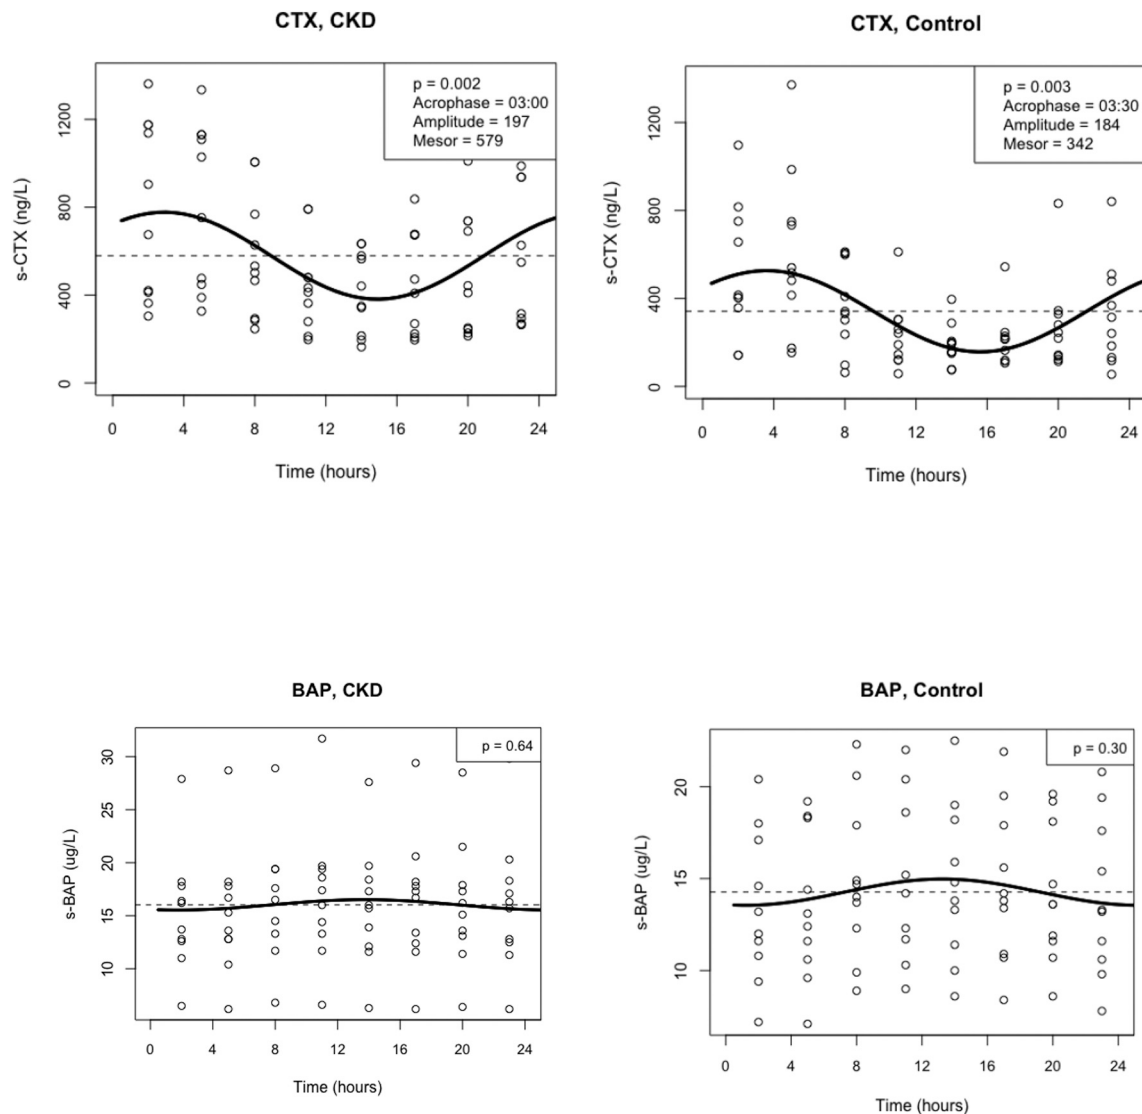 CTX, CKD
p = 0.002
Acrophase = 03:00
Amplitude = 197
Mesor = 579
s-CTX (ng/L)
1200
800
400
0
0 4 8 12 16 20 24
Time (hours)
CTX, Control
p = 0.003
Acrophase = 03:30
Amplitude = 184
Mesor = 342
s-CTX (ng/L)
1200
800
400
0
0 4 8 12 16 20 24
Time (hours)
BAP, CKD
p = 0.64
s-BAP (ug/L)
30
25
20
15
10
0 4 8 12 16 20 24
Time (hours)
BAP, Control
p = 0.30
s-BAP (ug/L)
20
15
10
0 4 8 12 16 20 24
Time (hours)